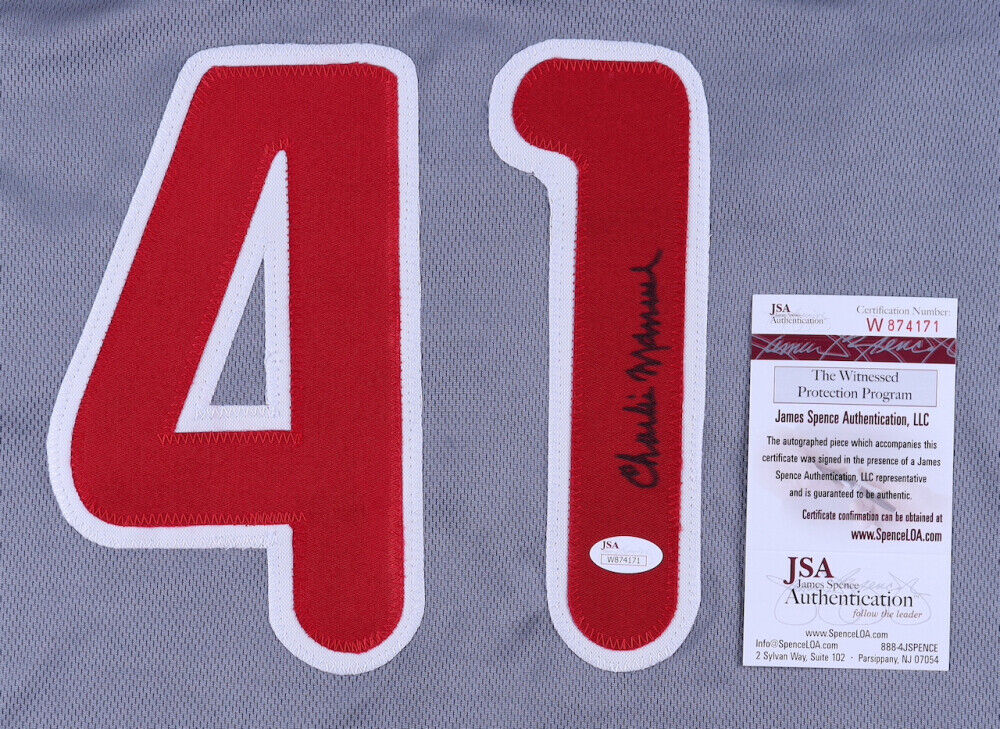 41
Charlie Manuel
JSA
W874171
JSA
Authentication
Certification Number:
W 874171
The Witnessed
Protection Program
James Spence Authentication, LLC
The autographed piece which accompanies this
certificate was signed in the presence of a James
Spence Authentication, LLC representative
and is guaranteed to be authentic.
Certificate confirmation can be obtained at
www.SpenceLOA.com
JSA
James Spence
Authentication
follow the leader
www.SpenceLOA.com
Info@SpenceLOA.com 888-4JSPENCE
2 Sylvan Way, Suite 102 · Parsippany, NJ 07054